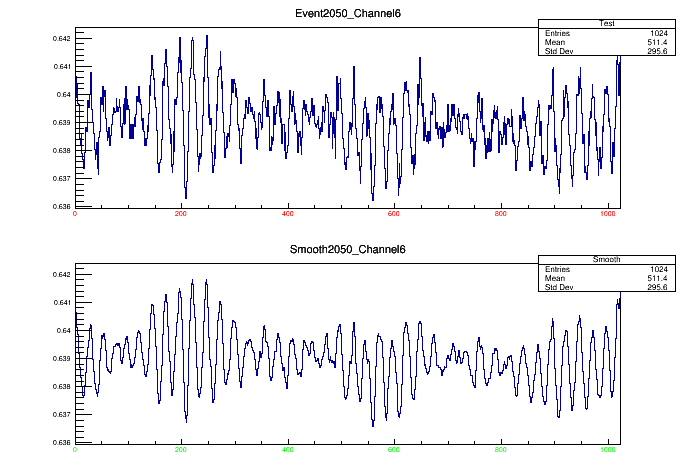 Event2050_Channel6
Test
Entries 1024
Mean 511.4
Std Dev 295.6
0.642
0.641
0.64
0.639
0.638
0.637
0.636
0 200 400 600 800 1000
Smooth2050_Channel6
Smooth
Entries 1024
Mean 511.4
Std Dev 295.6
0.642
0.641
0.64
0.639
0.638
0.637
0.636
0 200 400 600 800 1000